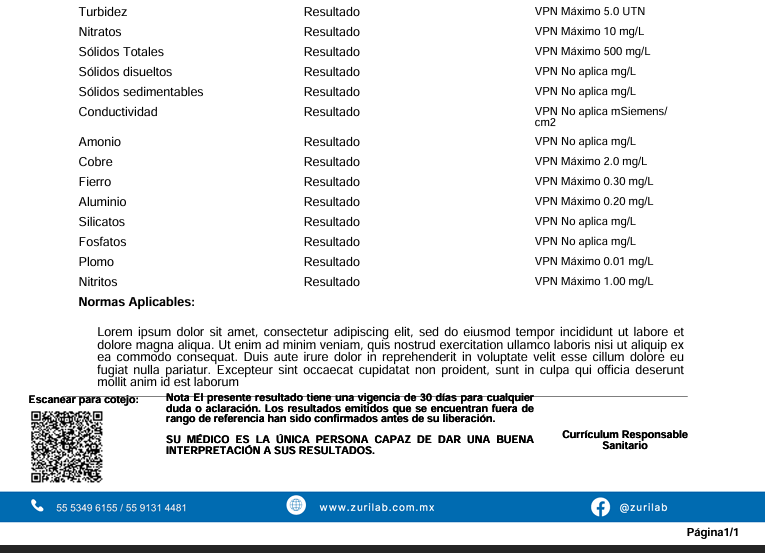 Turbidez Resultado VPN Máximo 5.0 UTN
Nitratos Resultado VPN Máximo 10 mg/L
Sólidos Totales Resultado VPN Máximo 500 mg/L
Sólidos disueltos Resultado VPN No aplica mg/L
Sólidos sedimentables Resultado VPN No aplica mg/L
Conductividad Resultado VPN No aplica mSiemens/
cm2
Amonio Resultado VPN No aplica mg/L
Cobre Resultado VPN Máximo 2.0 mg/L
Fierro Resultado VPN Máximo 0.30 mg/L
Aluminio Resultado VPN Máximo 0.20 mg/L
Silicatos Resultado VPN No aplica mg/L
Fosfatos Resultado VPN No aplica mg/L
Plomo Resultado VPN Máximo 0.01 mg/L
Nitritos Resultado VPN Máximo 1.00 mg/L
Normas Aplicables:
Lorem ipsum dolor sit amet, consectetur adipiscing elit, sed do eiusmod tempor incididunt ut labore et
dolore magna aliqua. Ut enim ad minim veniam, quis nostrud exercitation ullamco laboris nisi ut aliquip ex
ea commodo consequat. Duis aute irure dolor in reprehenderit in voluptate velit esse cillum dolore eu
fugiat nulla pariatur. Excepteur sint occaecat cupidatat non proident, sunt in culpa qui officia deserunt
mollit anim id est laborum
Escanear para cotejo:
Nota El presente resultado tiene una vigencia de 30 días para cualquier
duda o aclaración. Los resultados emitidos que se encuentran fuera de
rango de referencia han sido confirmados antes de su liberación.
SU MÉDICO ES LA ÚNICA PERSONA CAPAZ DE DAR UNA BUENA
INTERPRETACIÓN A SUS RESULTADOS.
Currículum Responsable
Sanitario
55 5349 6155 / 55 9131 4481 www.zurilab.com.mx @zurilab
Página1/1